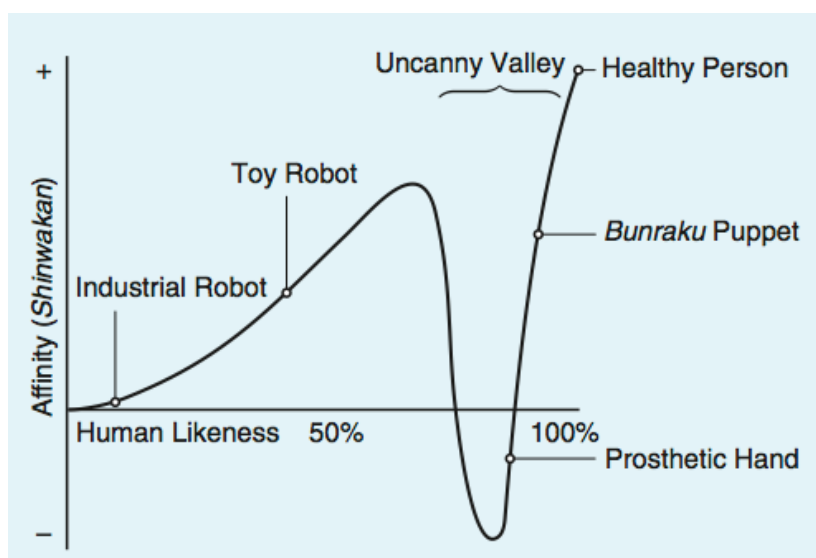 +
Uncanny Valley
Healthy Person
Toy Robot
Bunraku Puppet
Industrial Robot
Affinity (Shinwakan)
Human Likeness 50% 100%
Prosthetic Hand
−